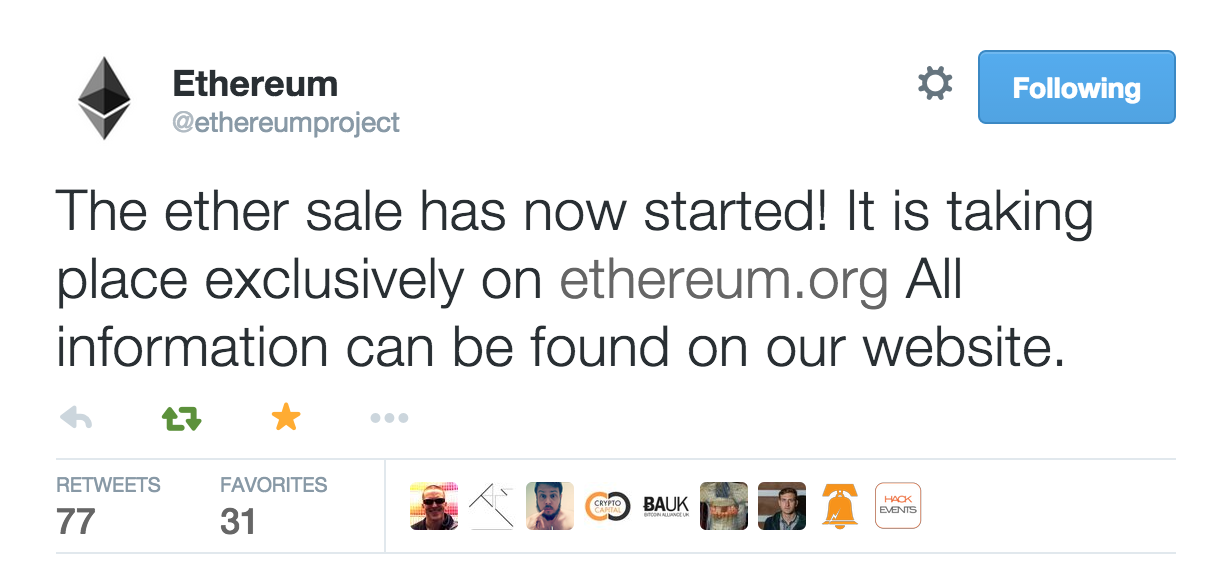 Ethereum
@ethereumproject
Following
The ether sale has now started! It is taking
place exclusively on ethereum.org All
information can be found on our website.
RETWEETS
FAVORITES
77
31
CRYPTO
CAPITAL
BAUK
BITCOIN ALLIANCE UK
HACK
EVENTS